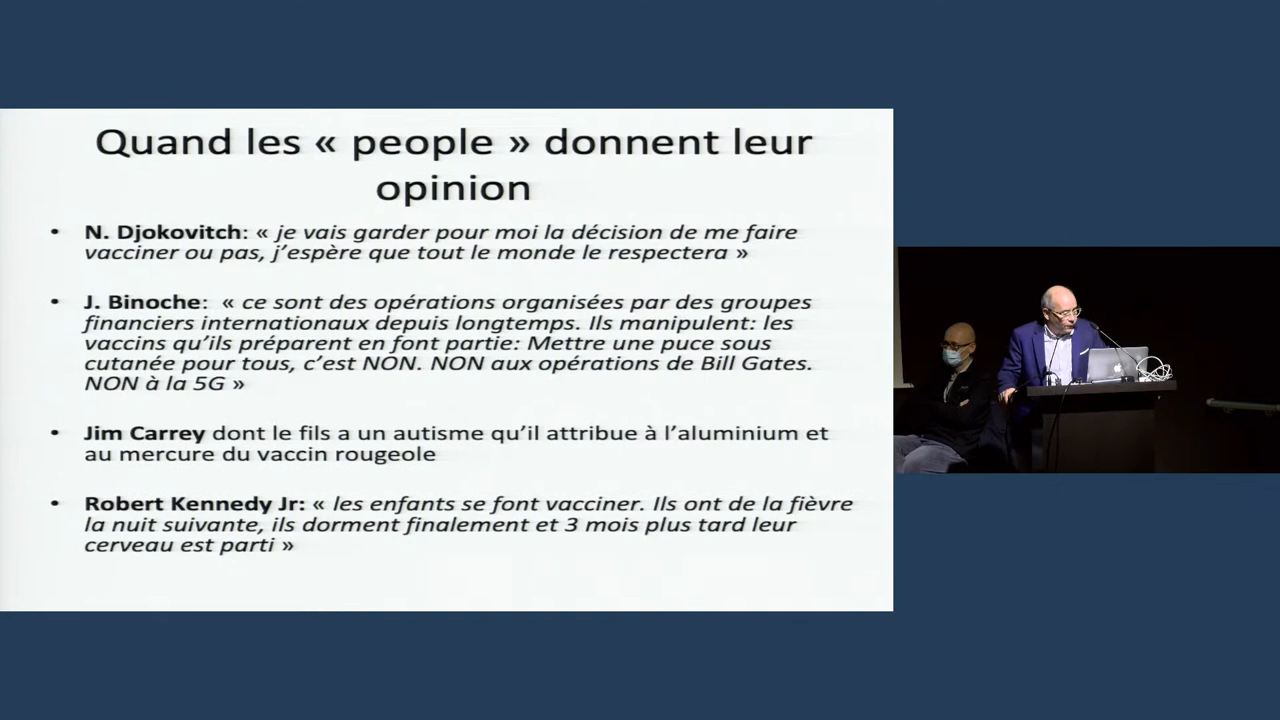 Quand les « people » donnent leur
opinion
• N. Djokovitch: « je vais garder pour moi la décision de me faire
vacciner ou pas, j’espère que tout le monde le respectera »
• J. Binoche: « ce sont des opérations organisées par des groupes
financiers internationaux depuis longtemps. Ils manipulent: les
vaccins qu’ils préparent en font partie: Mettre une puce sous
cutanée pour tous, c’est NON. NON aux opérations de Bill Gates.
NON à la 5G »
• Jim Carrey dont le fils a un autisme qu’il attribue à l’aluminium et
au mercure du vaccin rougeole
• Robert Kennedy Jr: « les enfants se font vacciner. Ils ont de la fièvre
la nuit suivante, ils dorment finalement et 3 mois plus tard leur
cerveau est parti »